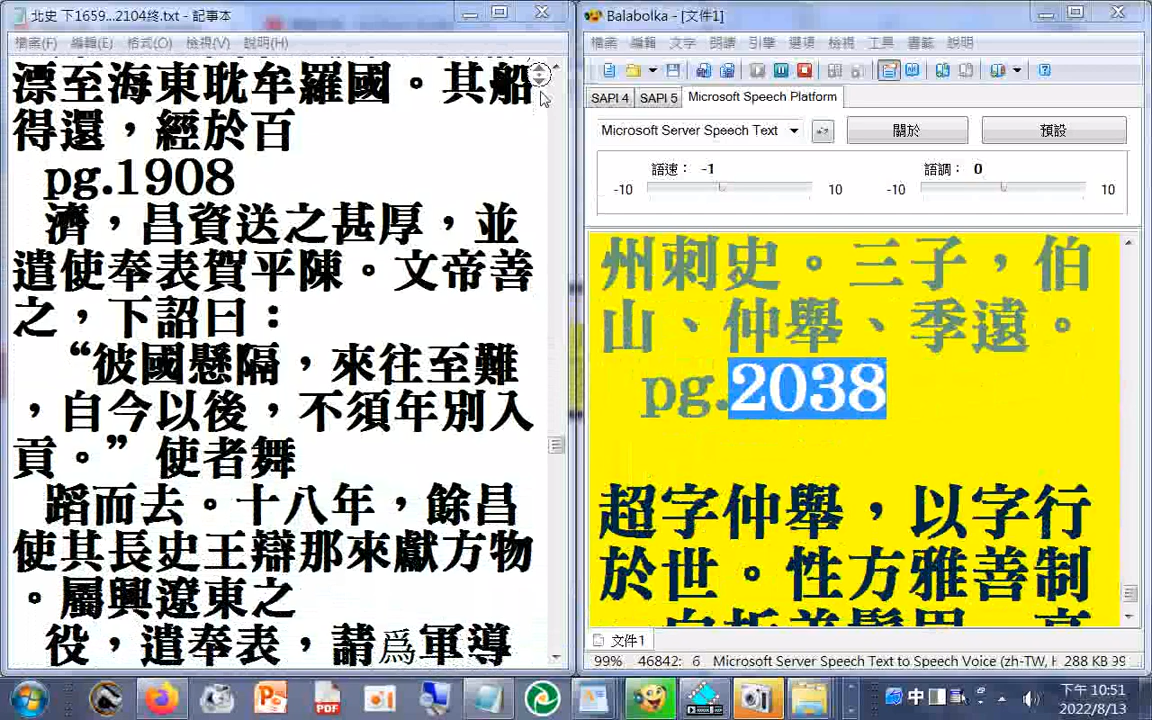 北史 下1659...2104终.txt - 記事本
檔案(F) 編輯(E) 格式(O) 檢視(V) 說明(H)
漂至海東耽牟羅國。其船
得還，經於百
pg.1908
濟，昌資送之甚厚，並
遣使奉表賀平陳。文帝善
之，下詔曰：
“彼國懸隔，來往至難
，自今以後，不須年別入
貢。”使者舞
蹈而去。十八年，餘昌
使其長史王辯那來獻方物
。屬興遼東之
役，遣奉表，請爲軍導
Balabolka - [文件1]
檔案 編輯 文字 朗讀 引擎 選項 檢視 工具 書籤 說明
SAPI 4 SAPI 5 Microsoft Speech Platform
Microsoft Server Speech Text 關於 預設
語速： -1 語調： 0
-10 10 -10 10
州刺史。三子，伯
山、仲舉、季遠。
pg.2038
超字仲舉，以字行
於世。性方雅善制
文件1
99% 46842: 6 Microsoft Server Speech Text to Speech Voice (zh-TW, H 288 KB 99
中
下午 10:51
2022/8/13